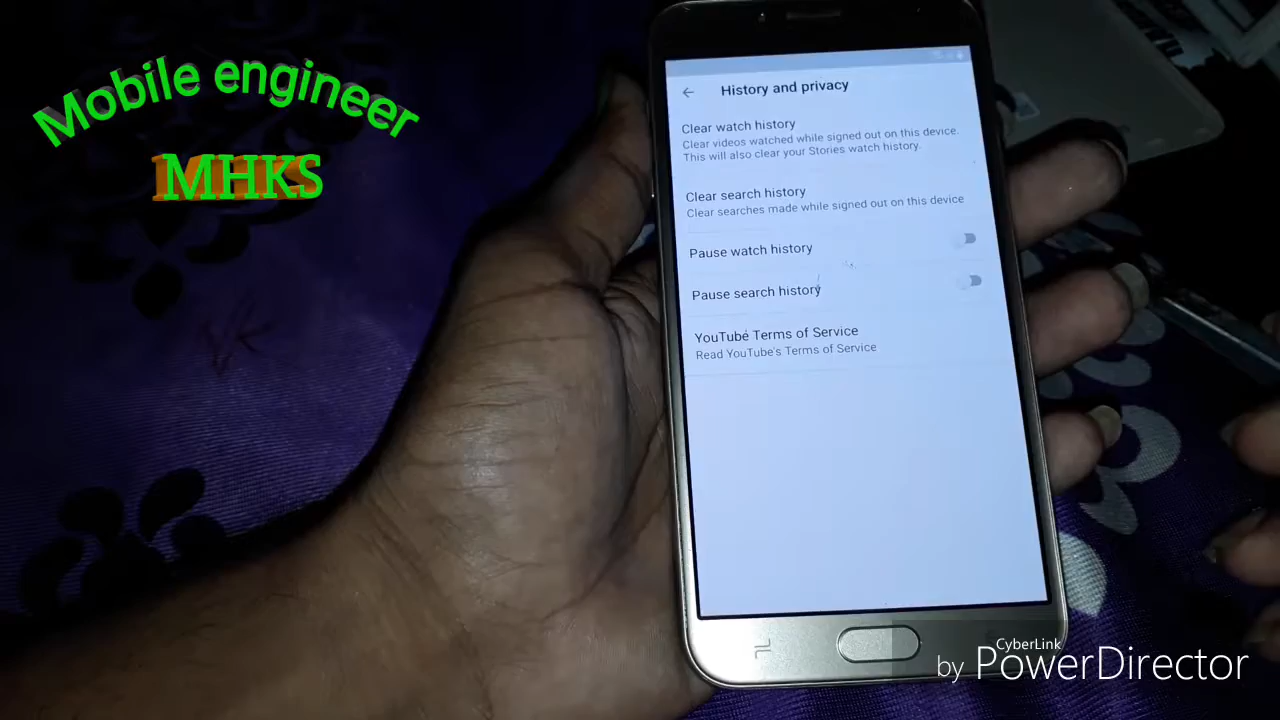 Mobile engineer
MHKS
History and privacy
Clear watch history
Clear videos watched while signed out on this device.
This will also clear your Stories watch history.
Clear search history
Clear searches made while signed out on this device
Pause watch history
Pause search history
YouTube Terms of Service
Read YouTube's Terms of Service
CyberLink
by PowerDirector